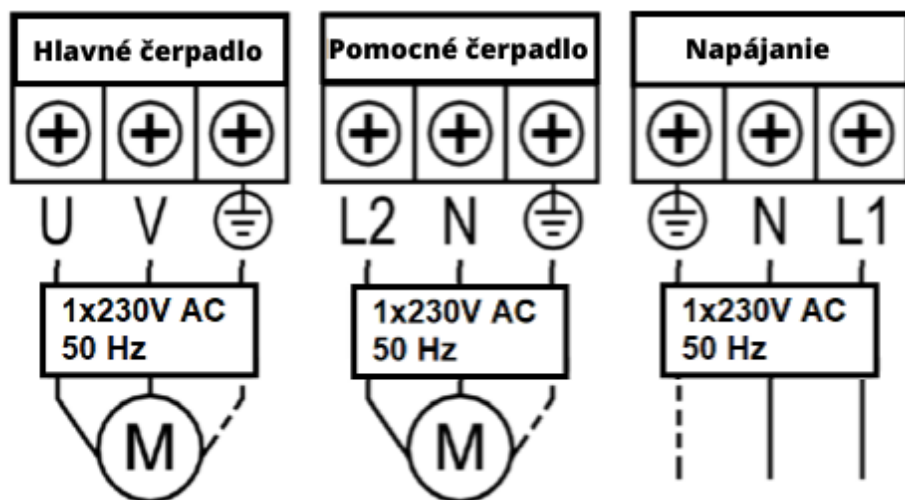 Hlavné čerpadlo Pomocné čerpadlo Napájanie
U V L2 N N L1
1x230V AC 1x230V AC 1x230V AC
50 Hz 50 Hz 50 Hz
M M